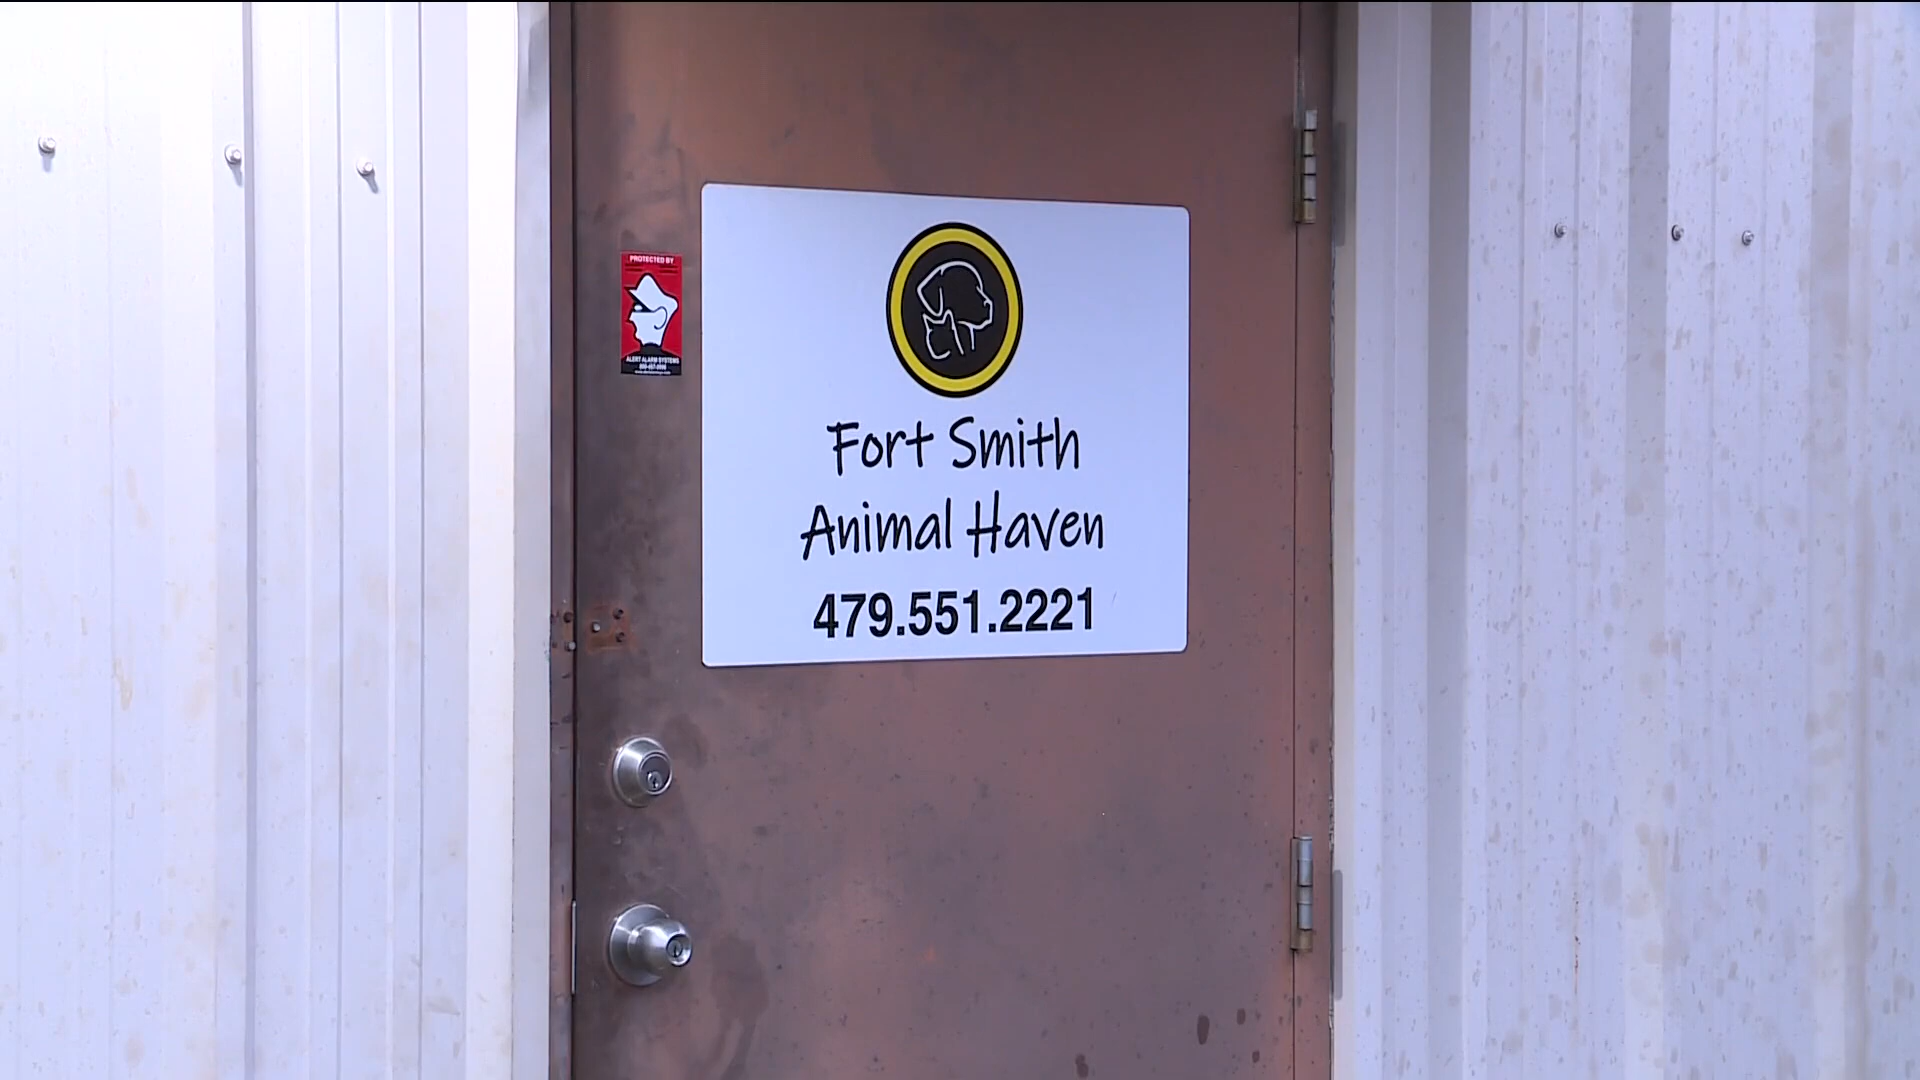 PROTECTED BY
ALERT ALARM SYSTEMS
Fort Smith
Animal Haven
479.551.2221